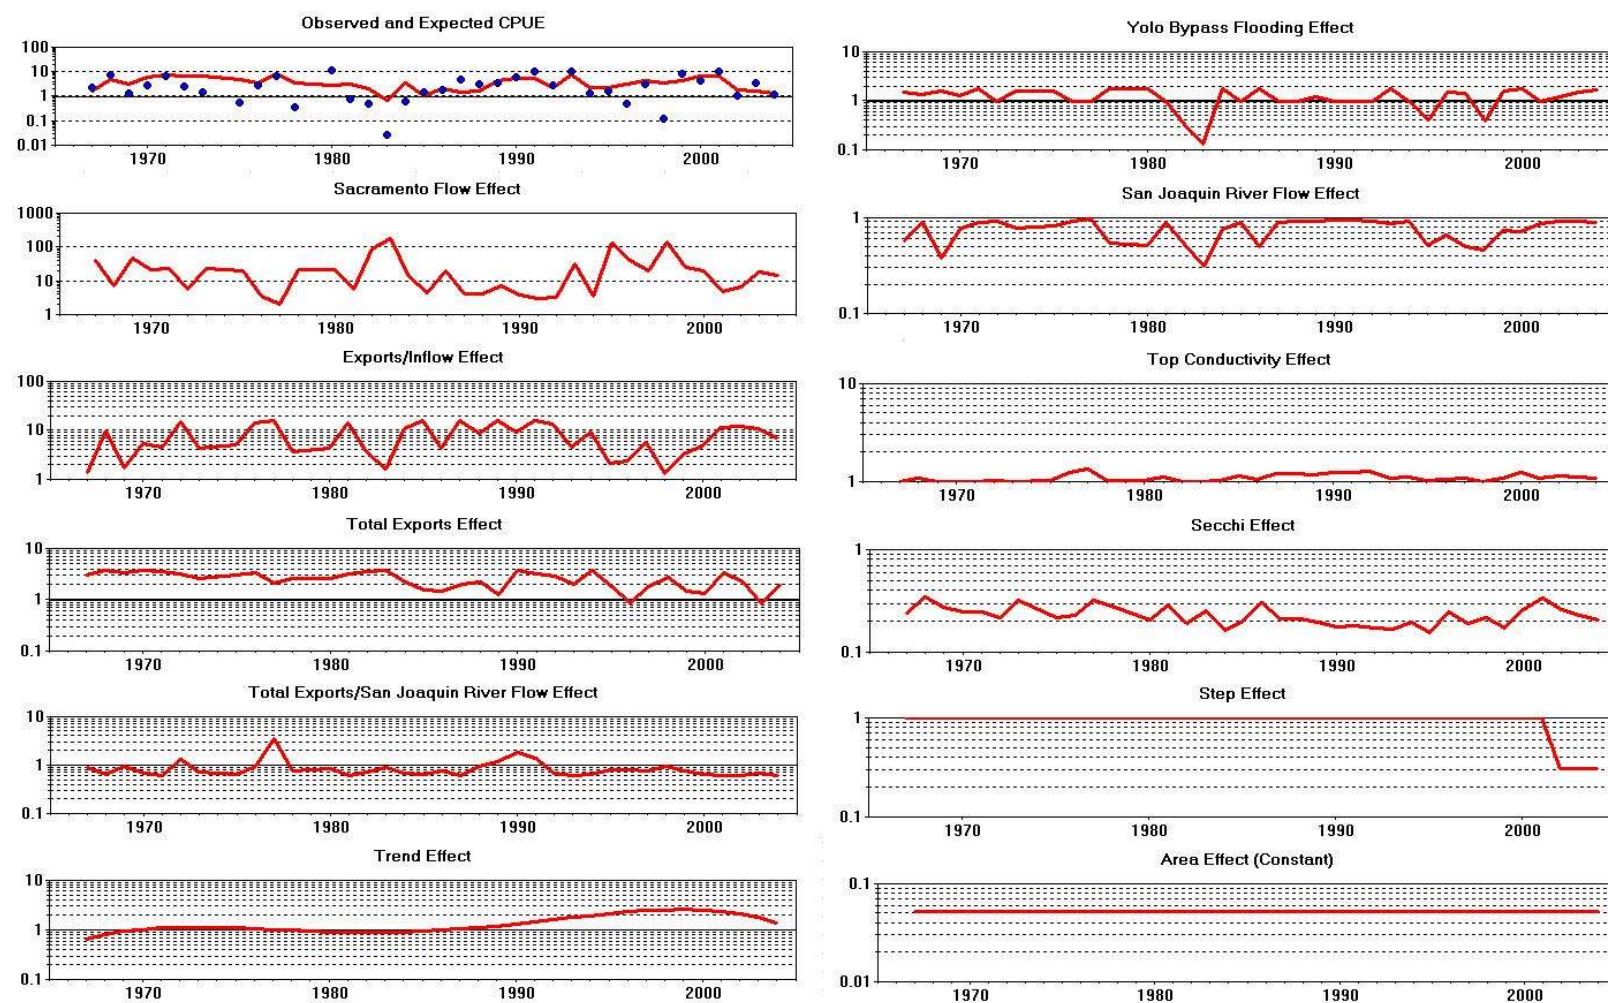 Observed and Expected CPUE
100
10
1
0.1
0.01
1970 1980 1990 2000
Yolo Bypass Flooding Effect
10
1
0.1
1970 1980 1990 2000
Sacramento Flow Effect
1000
100
10
1
1970 1980 1990 2000
San Joaquin River Flow Effect
1
0.1
1970 1980 1990 2000
Exports/Inflow Effect
100
10
1
1970 1980 1990 2000
Top Conductivity Effect
10
1
1970 1980 1990 2000
Total Exports Effect
10
1
0.1
1970 1980 1990 2000
Secchi Effect
1
0.1
1970 1980 1990 2000
Total Exports/San Joaquin River Flow Effect
10
1
0.1
1970 1980 1990 2000
Step Effect
1
0.1
1970 1980 1990 2000
Trend Effect
10
1
0.1
1970 1980 1990 2000
Area Effect (Constant)
0.1
0.01
1970 1980 1990 2000